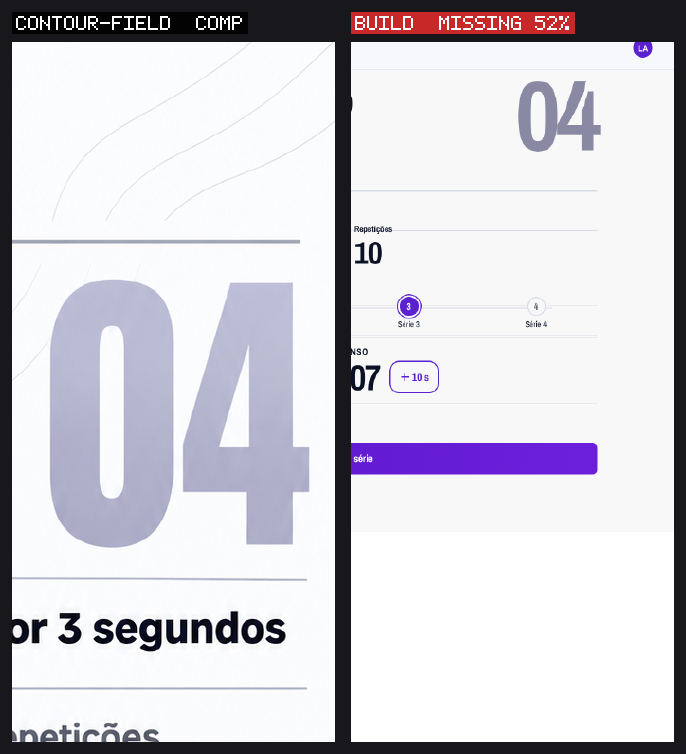 CONTOUR-FIELD COMP
04
or 3 segundos
epetições
BUILD MISSING 52%
LA
04
Repetições
10
3
4
Série 3
Série 4
NSO
07
+ 10 s
série